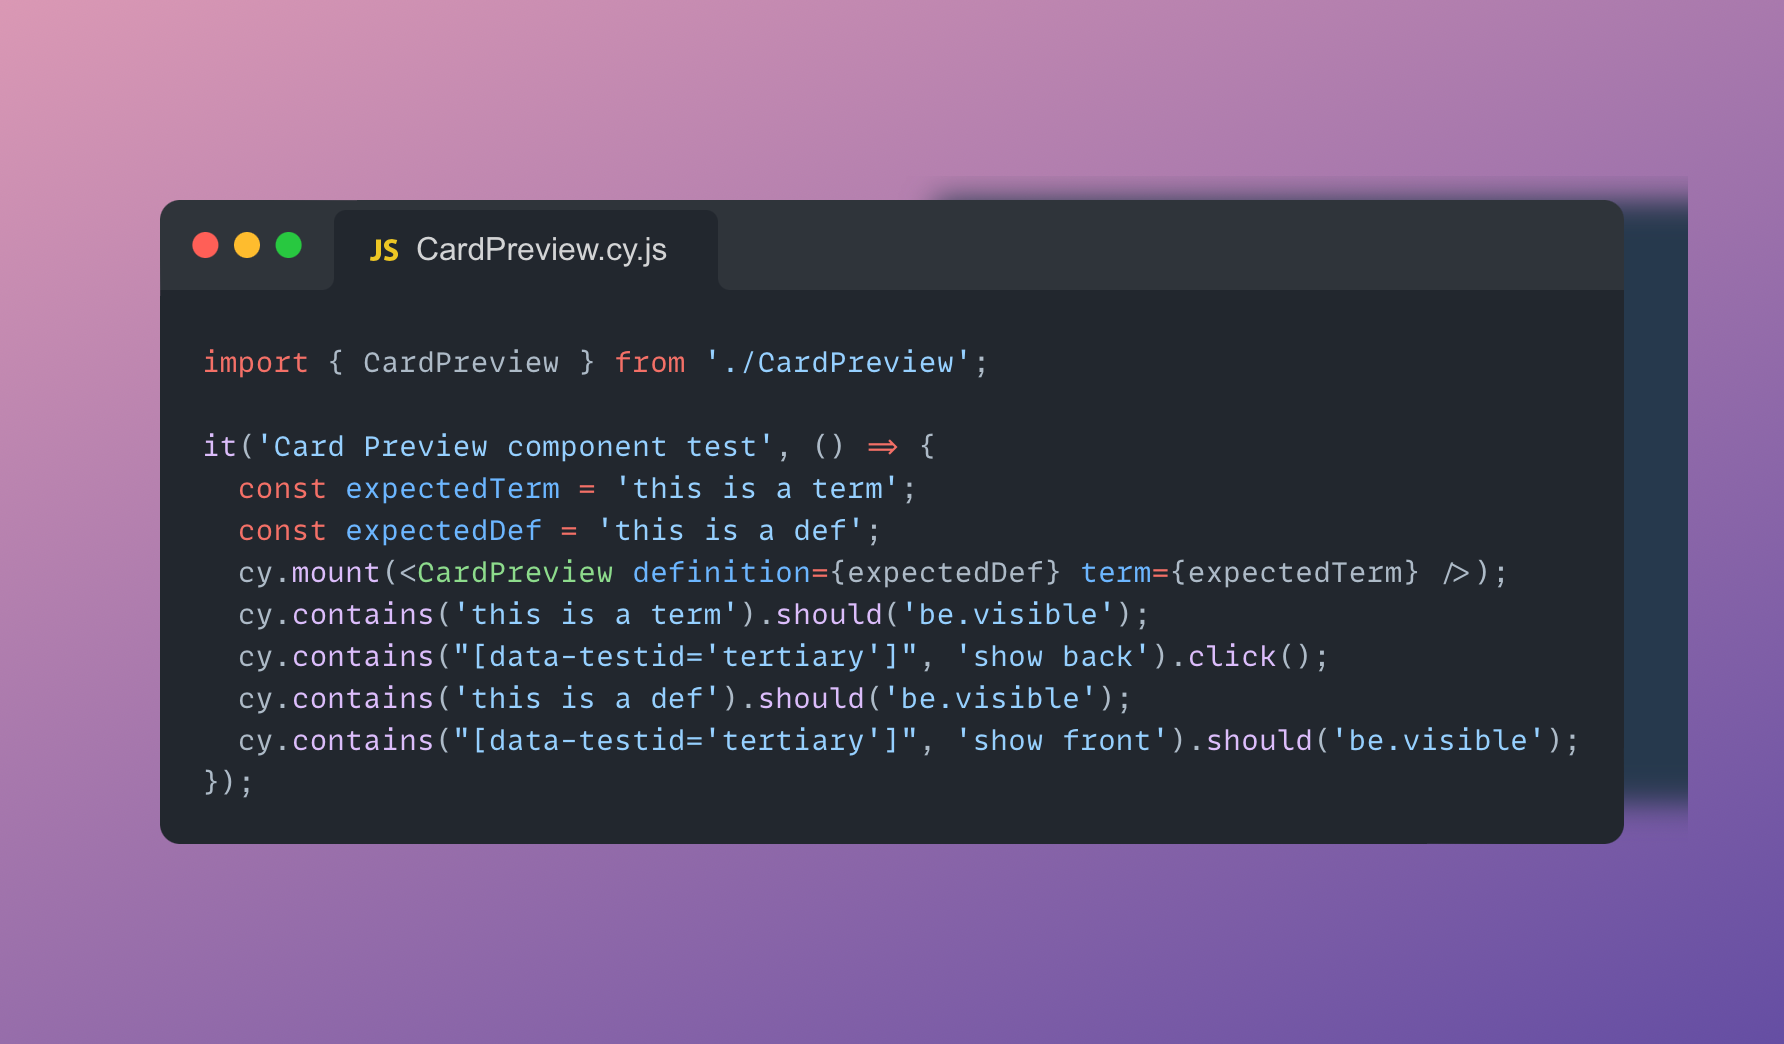 JS CardPreview.cy.js
import { CardPreview } from './CardPreview';
it('Card Preview component test', () => {
  const expectedTerm = 'this is a term';
  const expectedDef = 'this is a def';
  cy.mount(<CardPreview definition={expectedDef} term={expectedTerm} />);
  cy.contains('this is a term').should('be.visible');
  cy.contains("[data-testid='tertiary']", 'show back').click();
  cy.contains('this is a def').should('be.visible');
  cy.contains("[data-testid='tertiary']", 'show front').should('be.visible');
});